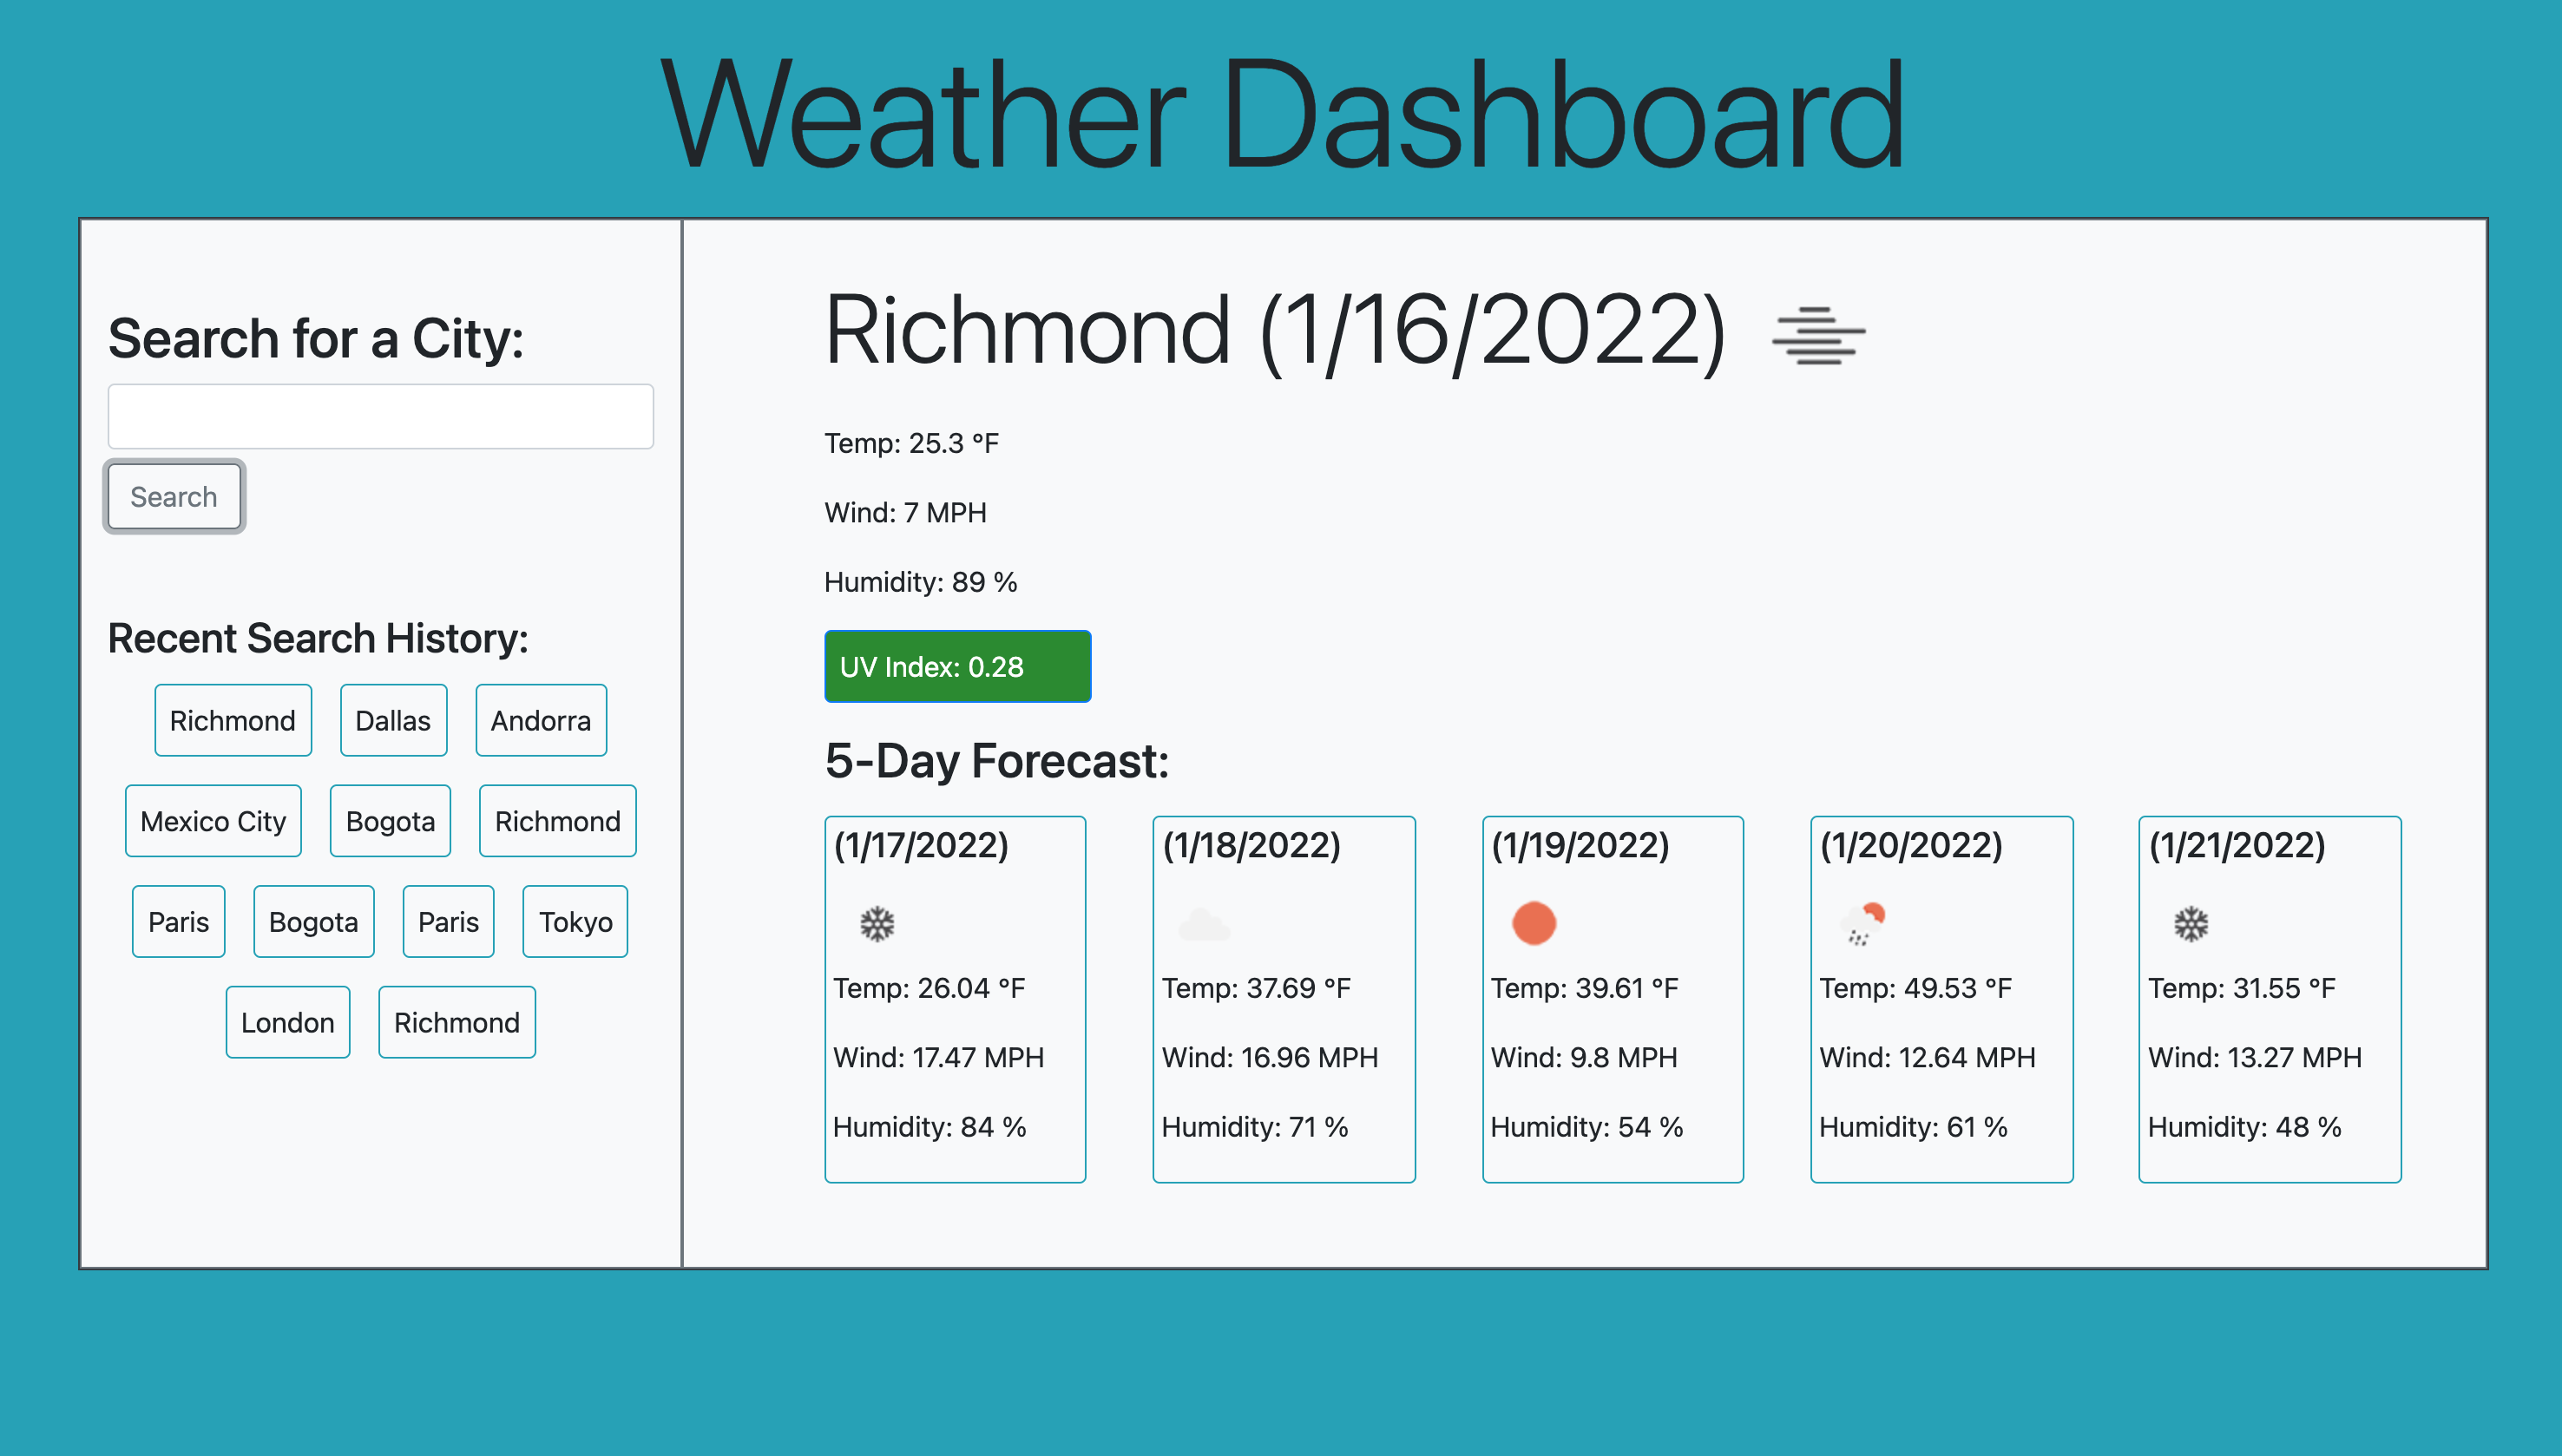 Weather Dashboard
Search for a City:
Search
Recent Search History:
Richmond Dallas Andorra
Mexico City Bogota Richmond
Paris Bogota Paris Tokyo
London Richmond
Richmond (1/16/2022)
Temp: 25.3 °F
Wind: 7 MPH
Humidity: 89 %
UV Index: 0.28
5-Day Forecast:
(1/17/2022)
Temp: 26.04 °F
Wind: 17.47 MPH
Humidity: 84 %
(1/18/2022)
Temp: 37.69 °F
Wind: 16.96 MPH
Humidity: 71 %
(1/19/2022)
Temp: 39.61 °F
Wind: 9.8 MPH
Humidity: 54 %
(1/20/2022)
Temp: 49.53 °F
Wind: 12.64 MPH
Humidity: 61 %
(1/21/2022)
Temp: 31.55 °F
Wind: 13.27 MPH
Humidity: 48 %